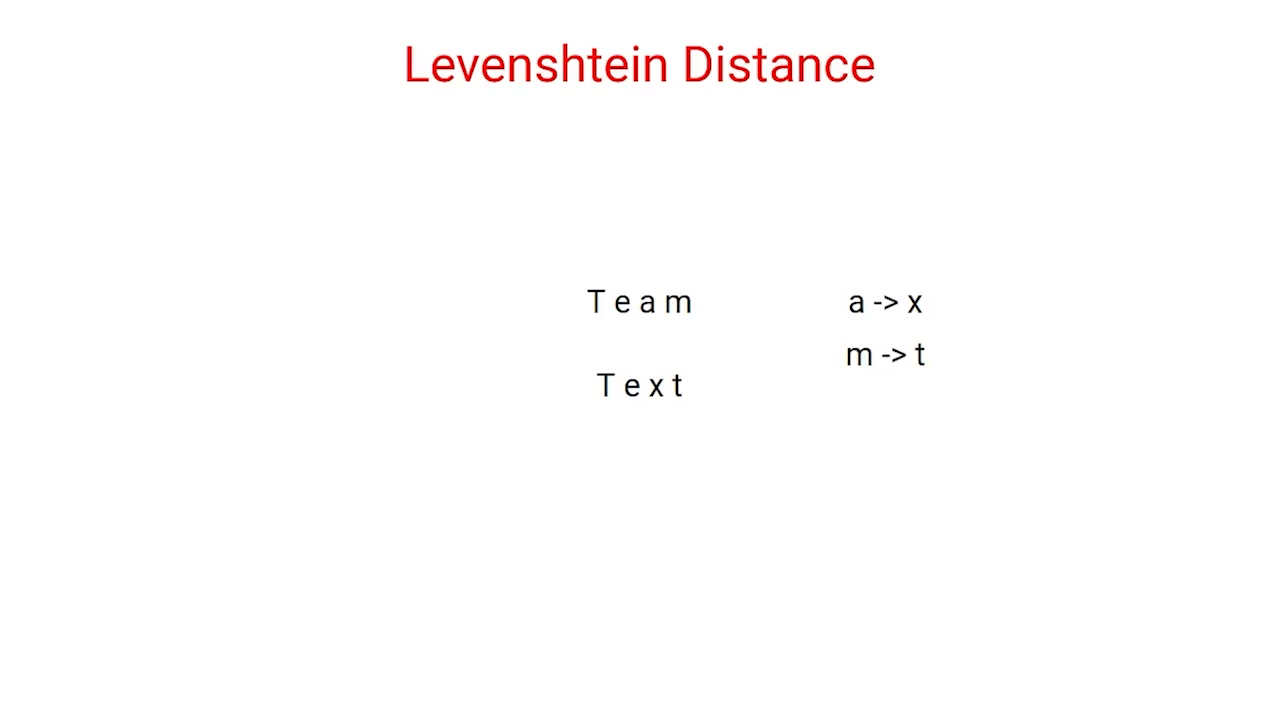 Levenshtein Distance
T e a m
a -> x
m -> t
T e x t